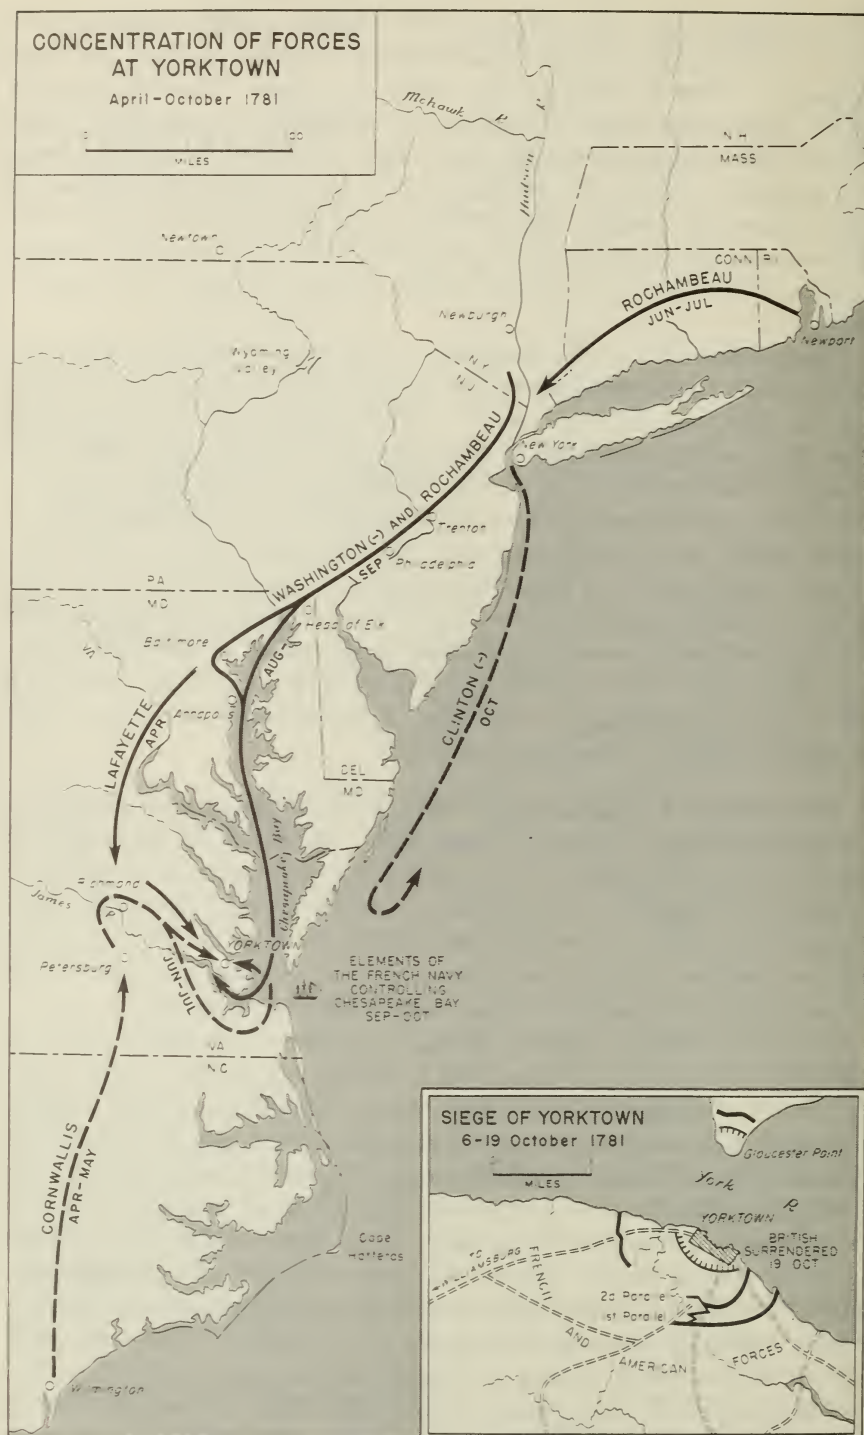 CONCENTRATION OF FORCES
AT YORKTOWN
April-October 1781
MILES
Mohawk R
Hudson
N H
MASS
Newtown
CONN
R I
ROCHAMBEAU
JUN-JUL
Newport
Newburgh
Wyoming
Valley
N Y
N J
New York
WASHINGTON (-) AND ROCHAMBEAU
SEP
Trenton
Philadelphia
PA
MD
Head of Elk
Baltimore
AUG-
LAFAYETTE
APR
Annapolis
CLINTON (-)
OCT
DEL
MD
Chesapeake Bay
Richmond
James
R
YORKTOWN
Petersburg
JUN-JUL
ELEMENTS OF
THE FRENCH NAVY
CONTROLLING
CHESAPEAKE BAY
SEP-OCT
VA
NC
CORNWALLIS
APR-MAY
Cape
Hatteras
Wilmington
SIEGE OF YORKTOWN
6-19 October 1781
MILES
Gloucester Point
York R
YORKTOWN
BRITISH
SURRENDERED
19 OCT
TO
WILLIAMSBURG
2d Parallel
1st Parallel
FRENCH
AND
AMERICAN
FORCES